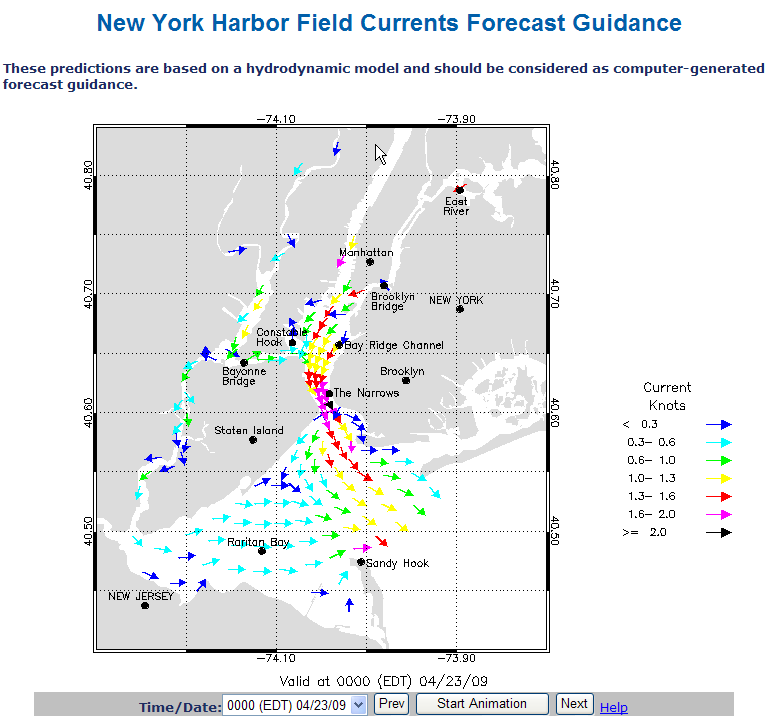 New York Harbor Field Currents Forecast Guidance
These predictions are based on a hydrodynamic model and should be considered as computer-generated
forecast guidance.
−74.10 −73.90
40.80 40.80
East
River
Manhattan
40.70 40.70
Brooklyn
Bridge
NEW YORK
Constable
Hook
Bay Ridge Channel
Bayonne
Bridge
Brooklyn
The Narrows
40.60 40.60
Staten Island
40.50 40.50
Raritan Bay
Sandy Hook
NEW JERSEY
−74.10 −73.90
Current
Knots
< 0.3
0.3− 0.6
0.6− 1.0
1.0− 1.3
1.3− 1.6
1.6− 2.0
>= 2.0
Valid at 0000 (EDT) 04/23/09
Time/Date: 0000 (EDT) 04/23/09 Prev Start Animation Next Help